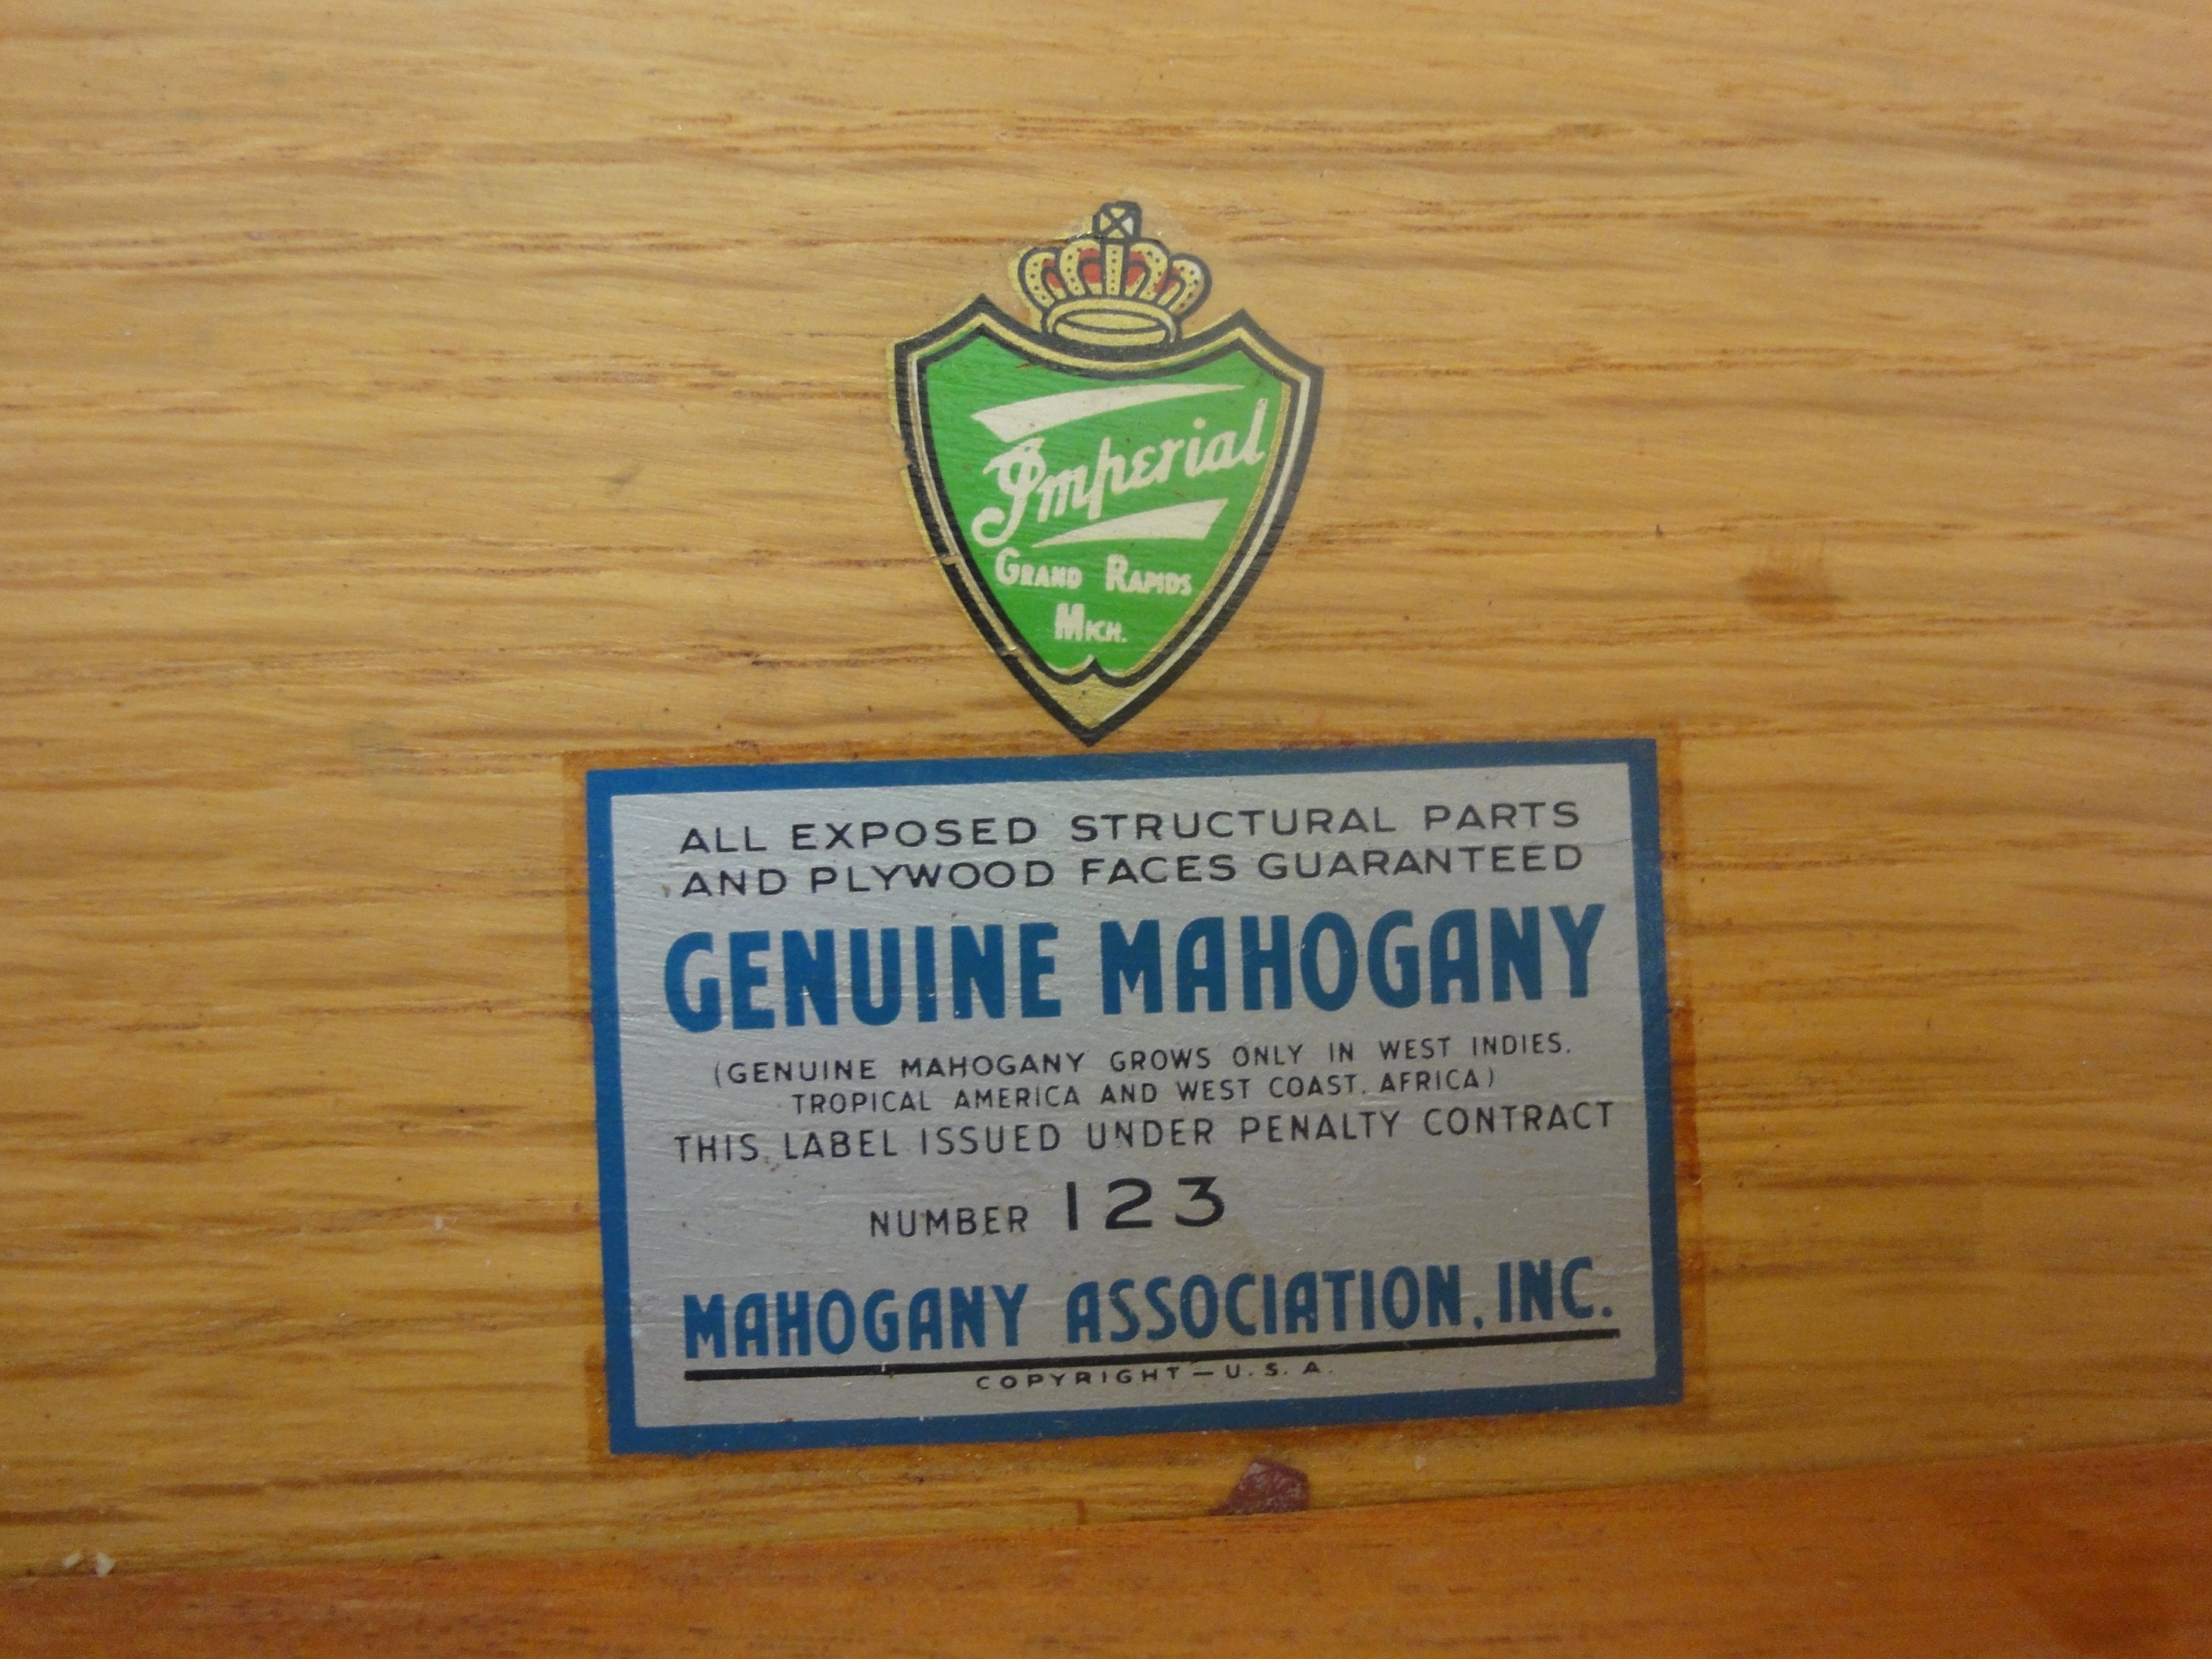 Imperial
GRAND RAPIDS
MICH.
ALL EXPOSED STRUCTURAL PARTS
AND PLYWOOD FACES GUARANTEED
GENUINE MAHOGANY
(GENUINE MAHOGANY GROWS ONLY IN WEST INDIES.
TROPICAL AMERICA AND WEST COAST. AFRICA)
THIS LABEL ISSUED UNDER PENALTY CONTRACT
NUMBER 123
MAHOGANY ASSOCIATION, INC.
COPYRIGHT—U.S.A.